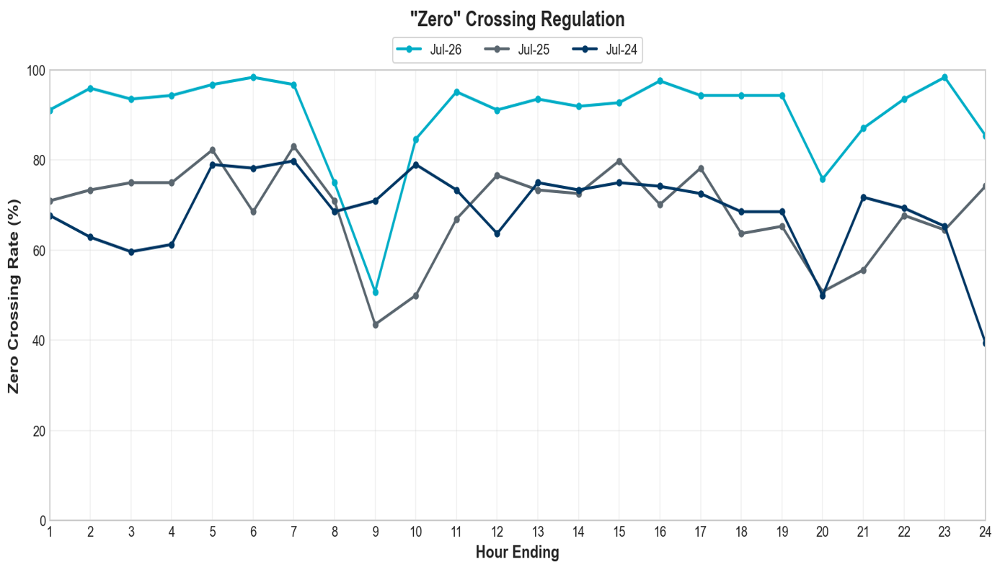 "Zero" Crossing Regulation
Jul-26 Jul-25 Jul-24
100
80
60
40
20
0
Zero Crossing Rate (%)
1 2 3 4 5 6 7 8 9 10 11 12 13 14 15 16 17 18 19 20 21 22 23 24
Hour Ending